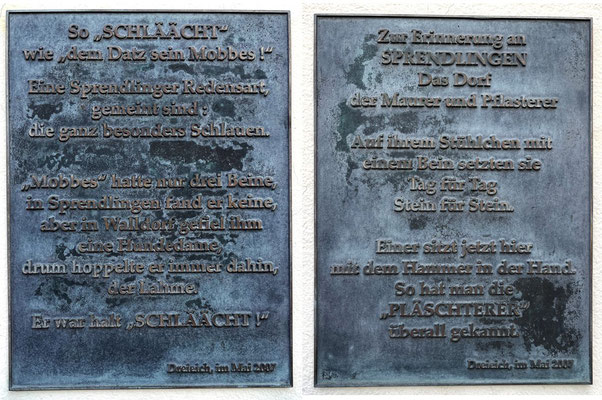 So „SCHLÄÄCHT“
wie „dem Datz sein Mobbes !“
Eine Sprendlinger Redensart,
gemeint sind :
die ganz besonders Schlauen.
„Mobbes“ hatte nur drei Beine,
in Sprendlingen fand er keine,
aber in Walldorf gefiel ihm
eine Hundedame,
drum hoppelte er immer dahin,
der Lahme.
Er war halt „SCHLÄÄCHT !“
Dreieich, im Mai 2007
Zur Erinnerung an
SPRENDLINGEN
Das Dorf
der Maurer und Pflasterer
Auf ihrem Stühlchen mit
einem Bein setzten sie
Tag für Tag
Stein für Stein.
Einer sitzt jetzt hier
mit dem Hammer in der Hand.
So hat man die
„PLÄSCHTERER“
überall gekannt
Dreieich, im Mai 2007